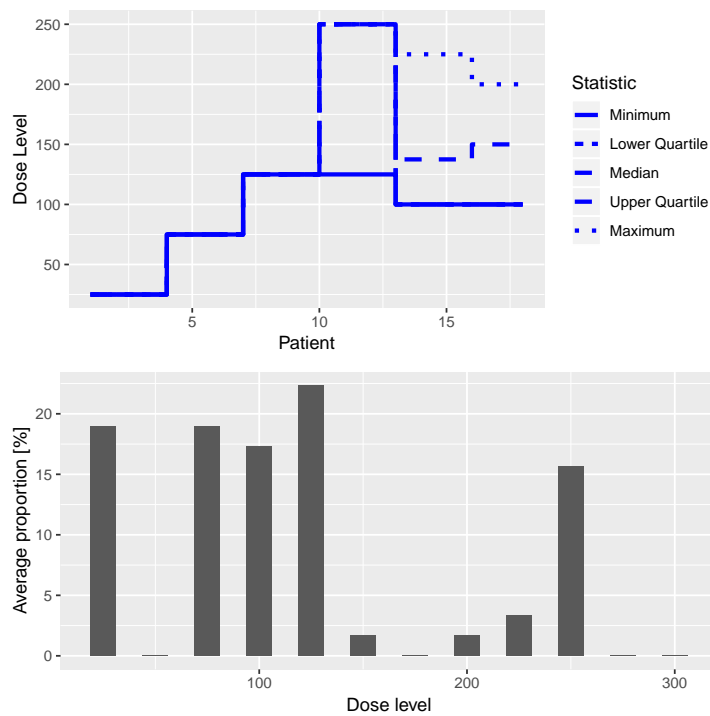 Dose Level
250
200
150
100
50
5
10
15
Patient
Statistic
Minimum
Lower Quartile
Median
Upper Quartile
Maximum
Average proportion [%]
20
15
10
5
0
100
200
300
Dose level